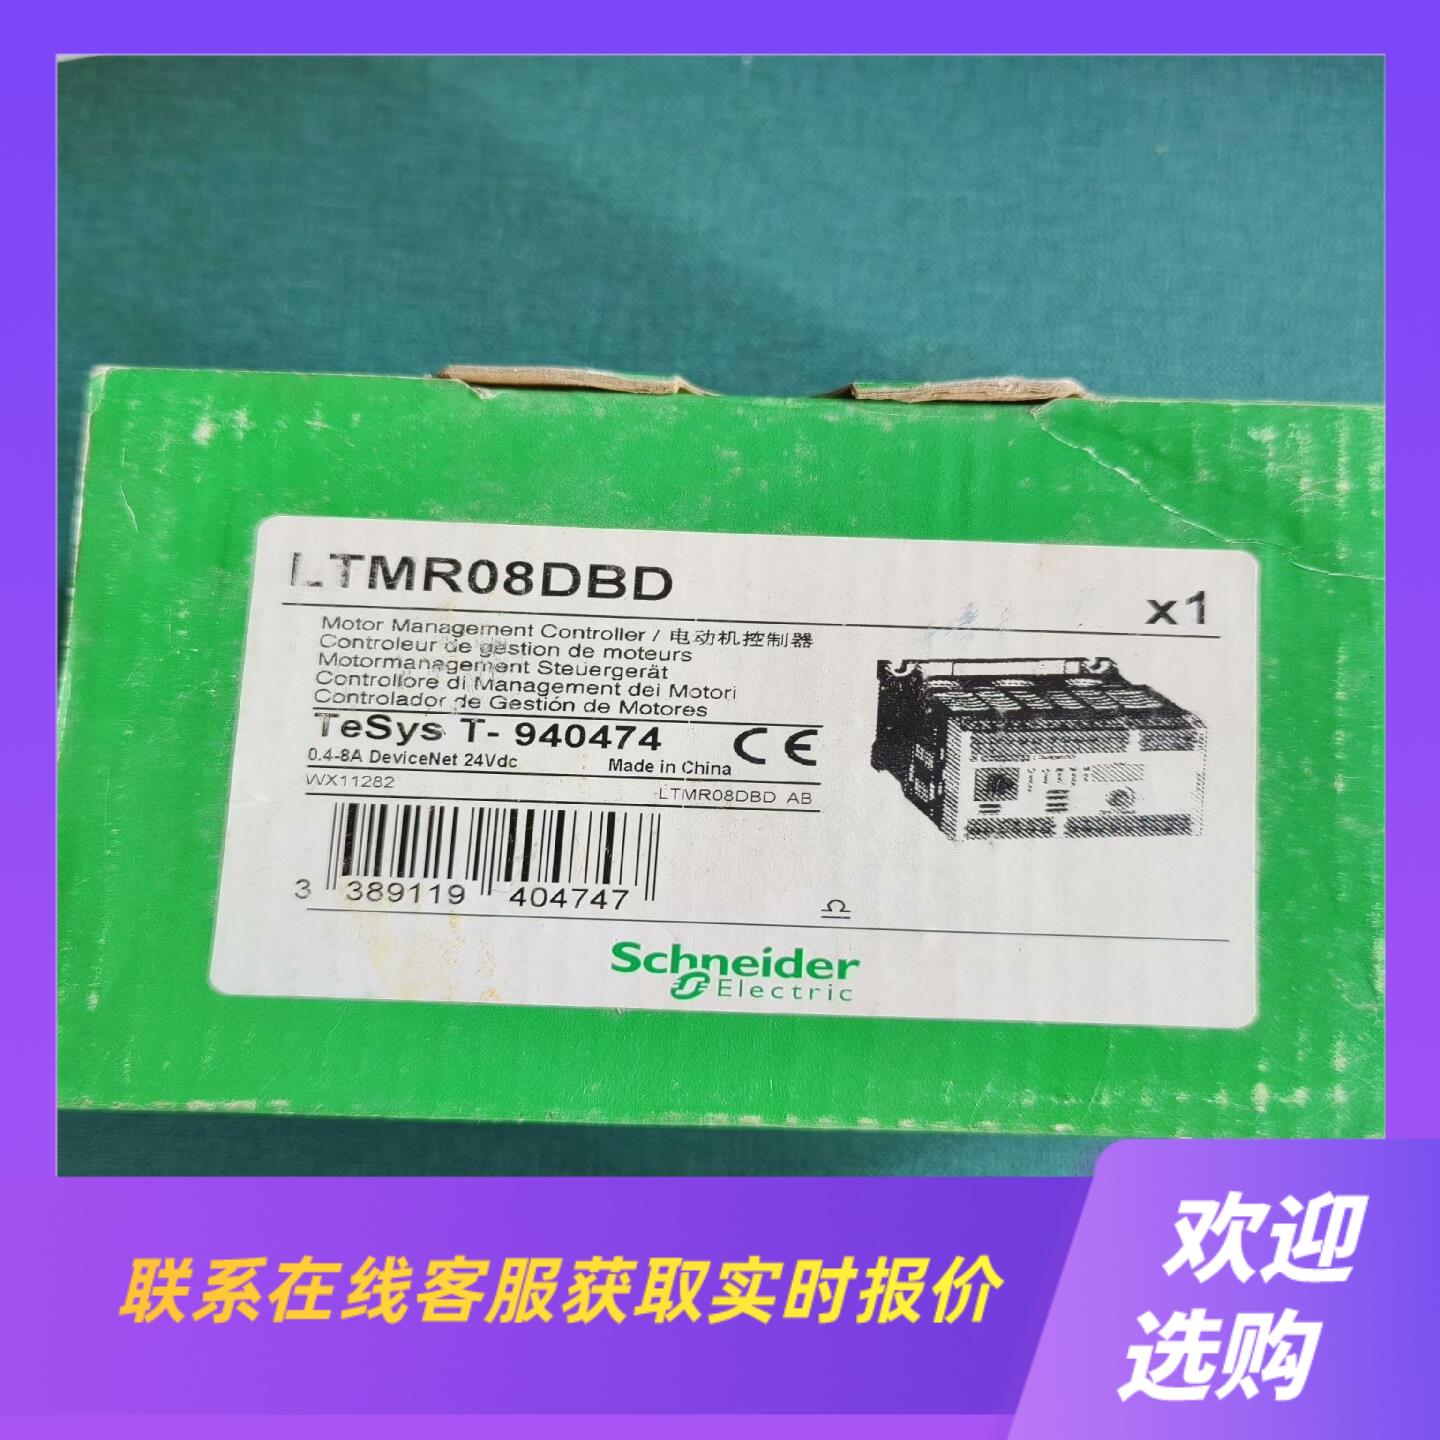 LTMR08DBD
x1
Motor Management Controller / 电动机控制器
Controleur de gestion de moteurs
Motormanagement Steuergerät
Controllore di Management dei Motori
Controlador de Gestión de Motores
TeSys T- 940474 CE
0.4-8A DeviceNet 24Vdc Made in China
WX11282 LTMR08DBD AB
3 389119 404747
Schneider
Electric
联系在线客服获取实时报价
欢迎
选购